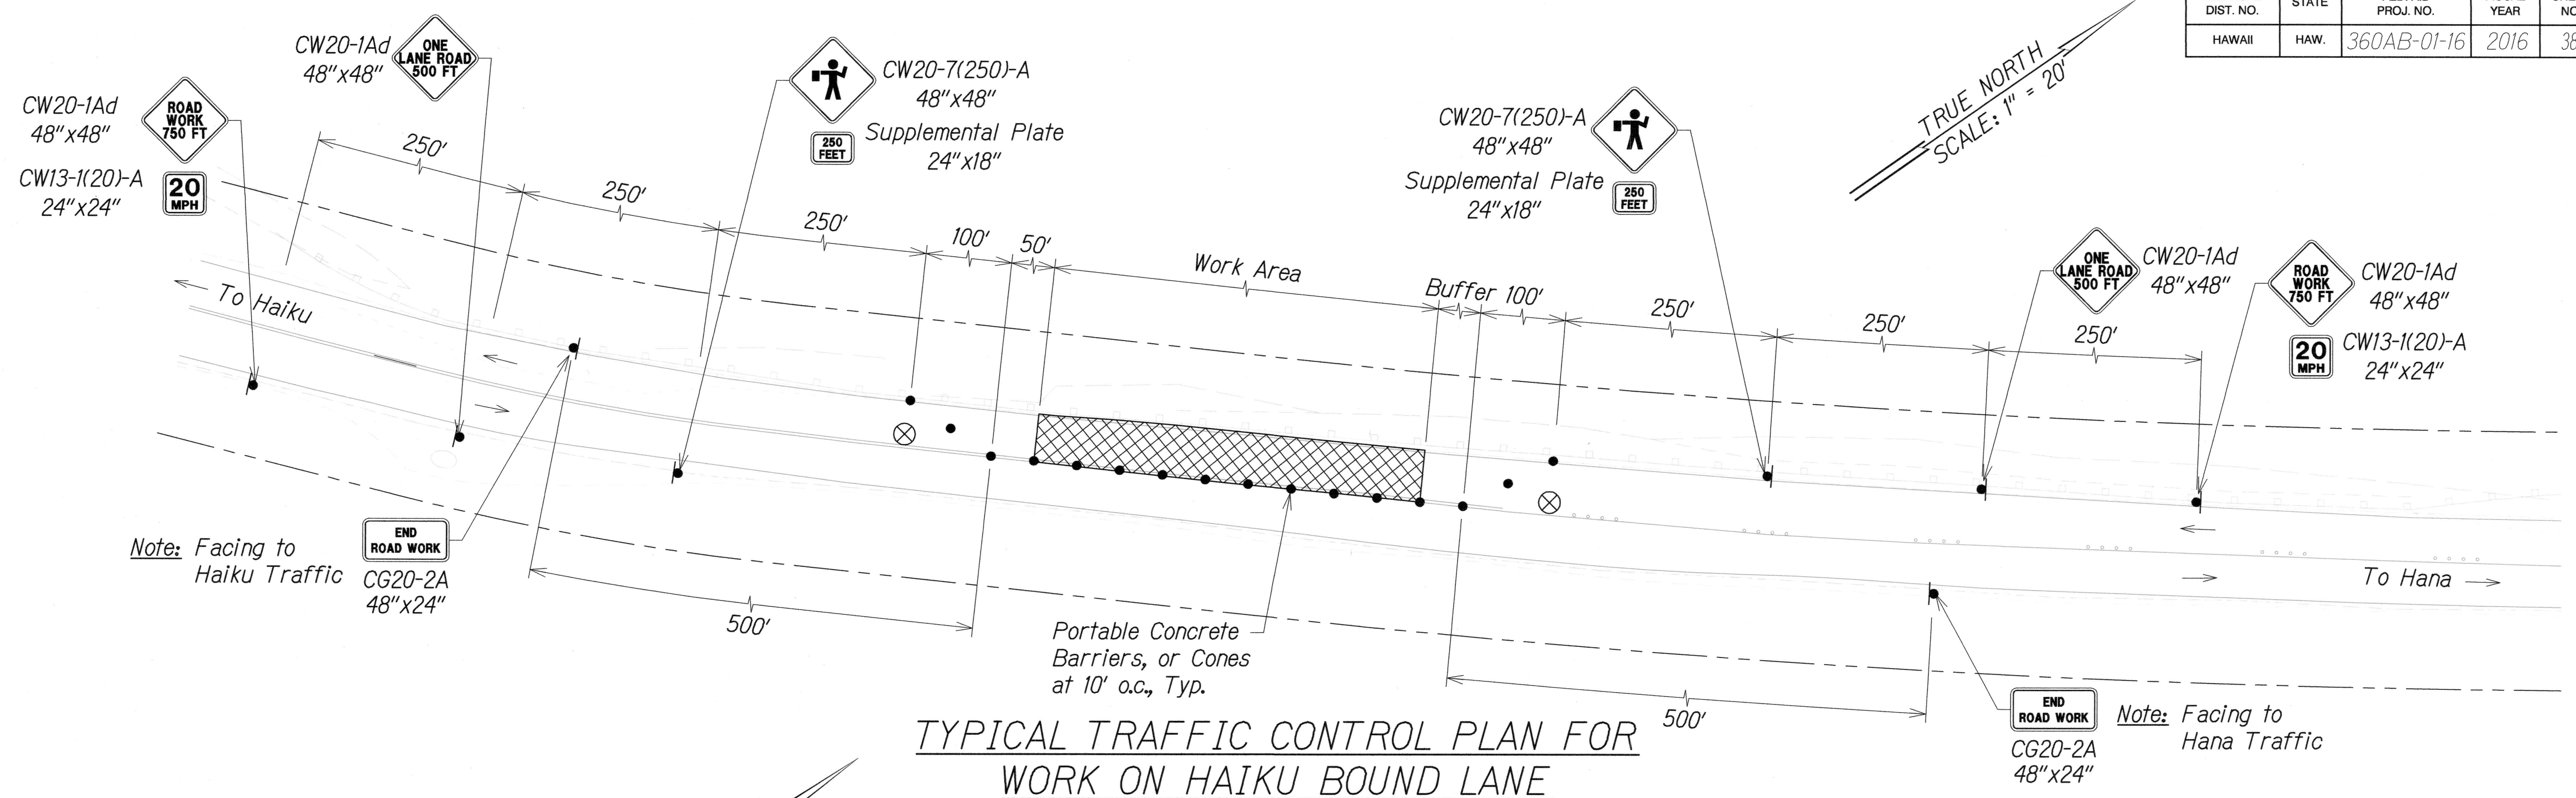 DIST. NO.
STATE
PROJ. NO.
YEAR
HAWAII
HAW.
360AB-01-16
2016
38
TRUE NORTH
SCALE: 1" = 20'
CW20-1Ad
48"x48"
ONE
LANE ROAD
500 FT
CW20-1Ad
48"x48"
ROAD
WORK
750 FT
CW13-1(20)-A
24"x24"
20
MPH
CW20-7(250)-A
48"x48"
250
FEET
Supplemental Plate
24"x18"
CW20-7(250)-A
48"x48"
Supplemental Plate
24"x18"
250
FEET
ONE
LANE ROAD
500 FT
CW20-1Ad
48"x48"
ROAD
WORK
750 FT
CW20-1Ad
48"x48"
20
MPH
CW13-1(20)-A
24"x24"
250'
250'
250'
100'
50'
Work Area
Buffer
100'
250'
250'
250'
To Haiku
To Hana
Note: Facing to
Haiku Traffic
END
ROAD WORK
CG20-2A
48"x24"
500'
Portable Concrete
Barriers, or Cones
at 10' o.c., Typ.
500'
END
ROAD WORK
CG20-2A
48"x24"
Note: Facing to
Hana Traffic
TYPICAL TRAFFIC CONTROL PLAN FOR
WORK ON HAIKU BOUND LANE